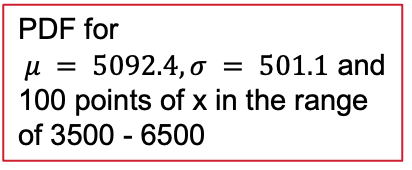 PDF for
𝜇 = 5092.4, 𝜎 = 501.1 and
100 points of x in the range
of 3500 - 6500